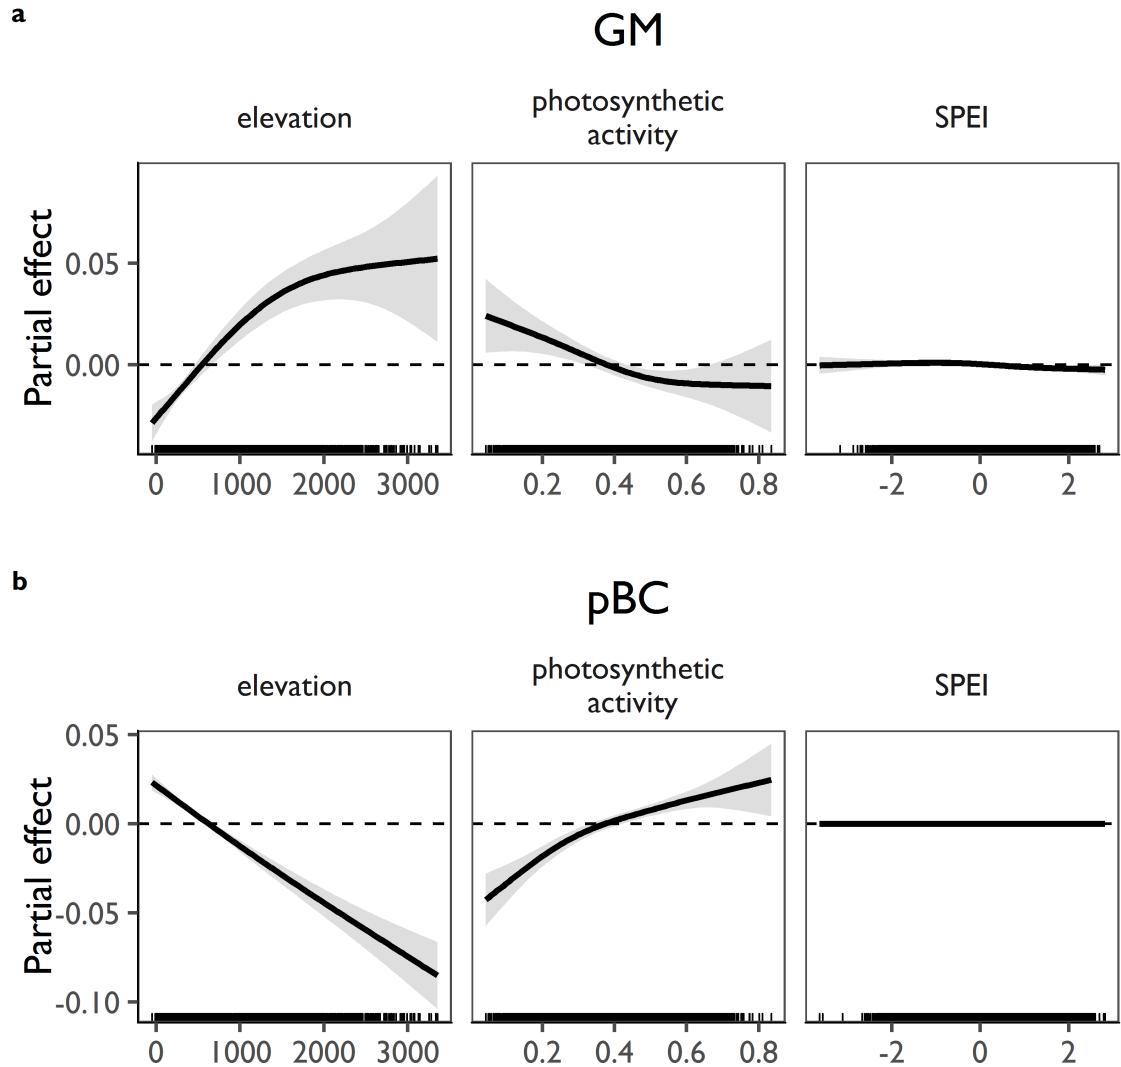 a
GM
elevation
photosynthetic
activity
SPEI
Partial effect
0.05
0.00
0 1000 2000 3000
0.2 0.4 0.6 0.8
-2 0 2
b
pBC
elevation
photosynthetic
activity
SPEI
Partial effect
0.05
0.00
-0.05
-0.10
0 1000 2000 3000
0.2 0.4 0.6 0.8
-2 0 2